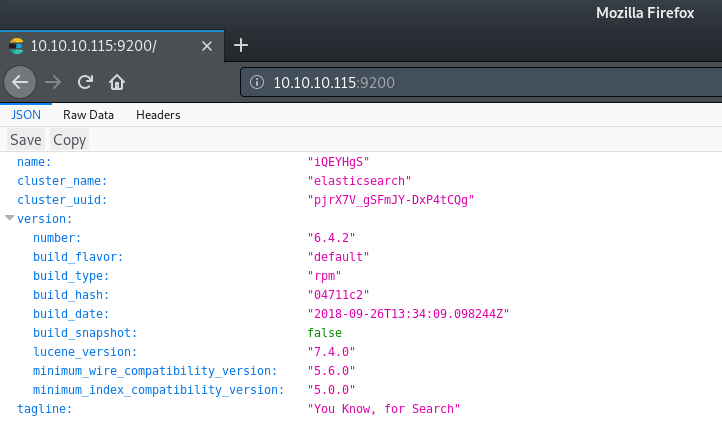 Mozilla Firefox
10.10.10.115:9200/
10.10.10.115:9200
JSON Raw Data Headers
Save Copy
name: "iQEYHgS"
cluster_name: "elasticsearch"
cluster_uuid: "pjrX7V_gSFmJY-DxP4tCQg"
version:
number: "6.4.2"
build_flavor: "default"
build_type: "rpm"
build_hash: "04711c2"
build_date: "2018-09-26T13:34:09.098244Z"
build_snapshot: false
lucene_version: "7.4.0"
minimum_wire_compatibility_version: "5.6.0"
minimum_index_compatibility_version: "5.0.0"
tagline: "You Know, for Search"